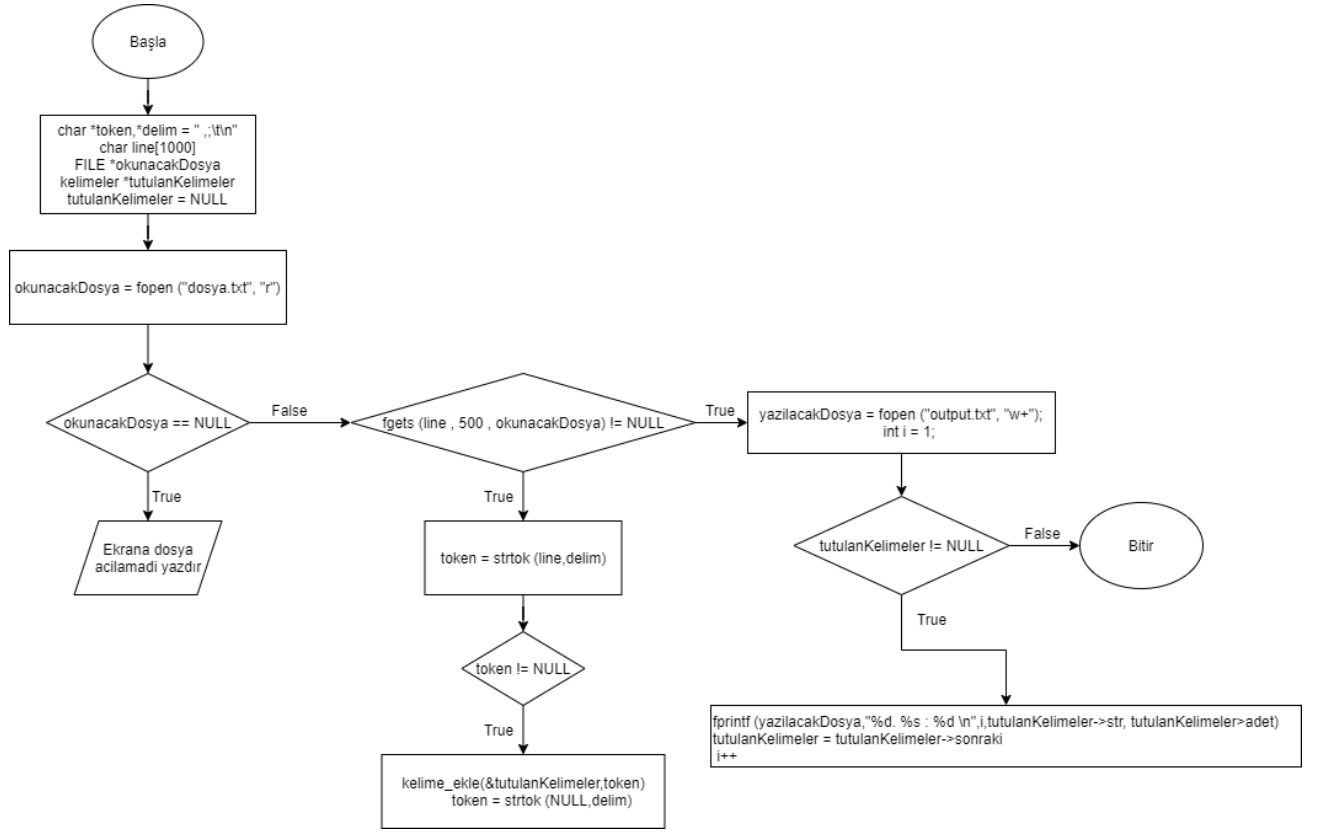 Başla
char *token,*delim = " ,;\t\n"
char line[1000]
FILE *okunacakDosya
kelimeler *tutulanKelimeler
tutulanKelimeler = NULL
okunacakDosya = fopen ("dosya.txt", "r")
okunacakDosya == NULL
False
True
Ekrana dosya
acilamadi yazdır
fgets (line , 500 , okunacakDosya) != NULL
True
True
token = strtok (line,delim)
token != NULL
True
kelime_ekle(&tutulanKelimeler,token)
token = strtok (NULL,delim)
yazilacakDosya = fopen ("output.txt", "w+");
int i = 1;
tutulanKelimeler != NULL
False
Bitir
True
fprintf (yazilacakDosya,"%d. %s : %d \n",i,tutulanKelimeler->str, tutulanKelimeler>adet)
tutulanKelimeler = tutulanKelimeler->sonraki
i++